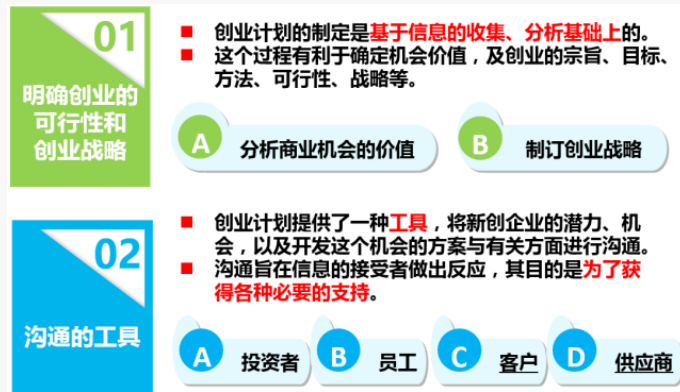 01
明确创业的
可行性和
创业战略
■ 创业计划的制定是基于信息的收集、分析基础上的。
■ 这个过程有利于确定机会价值，及创业的宗旨、目标、
方法、可行性、战略等。
A 分析商业机会的价值
B 制订创业战略
02
沟通的工具
■ 创业计划提供了一种工具，将新创企业的潜力、机
会，以及开发这个机会的方案与有关方面进行沟通。
■ 沟通旨在信息的接受者做出反应，其目的是为了获
得各种必要的支持。
A 投资者
B 员工
C 客户
D 供应商